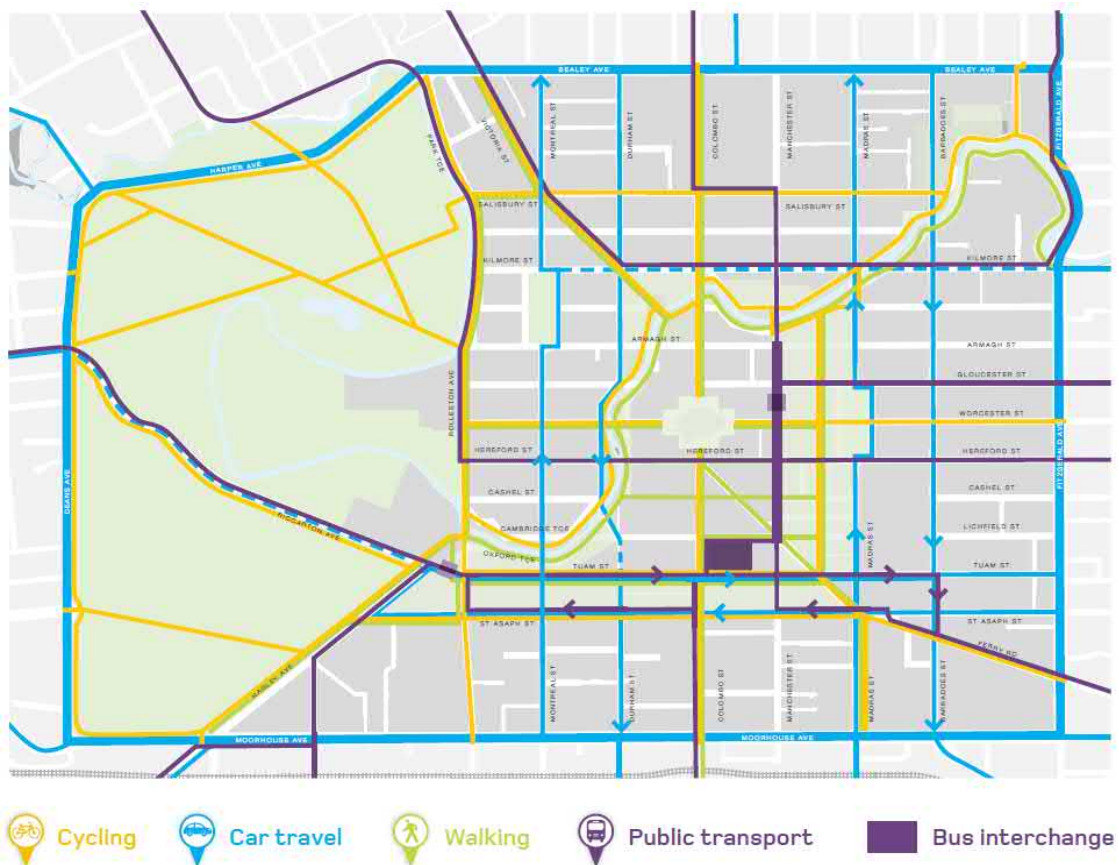 BEALEY AVE
BEALEY AVE
HARPER AVE
PARK TCE
VICTORIA ST
MONTREAL ST
DURHAM ST
COLOMBO ST
MANCHESTER ST
MADRAS ST
BARBADOES ST
FITZGERALD AVE
SALISBURY ST
SALISBURY ST
KILMORE ST
KILMORE ST
ARMAGH ST
ARMAGH ST
GLOUCESTER ST
ROLLESTON AVE
WORCESTER ST
HEREFORD ST
HEREFORD ST
HEREFORD ST
DEANS AVE
FITZGERALD AVE
CASHEL ST
CASHEL ST
RICCARTON AVE
CAMBRIDGE TCE
LICHFIELD ST
OXFORD TCE
MADRAS ST
TUAM ST
TUAM ST
ST ASAPH ST
ST ASAPH ST
FERRY RD
HAGLEY AVE
MONTREAL ST
DURHAM ST
COLOMBO ST
MANCHESTER ST
MADRAS ST
BARBADOES ST
MOORHOUSE AVE
MOORHOUSE AVE
Cycling
Car travel
Walking
Public transport
Bus interchange